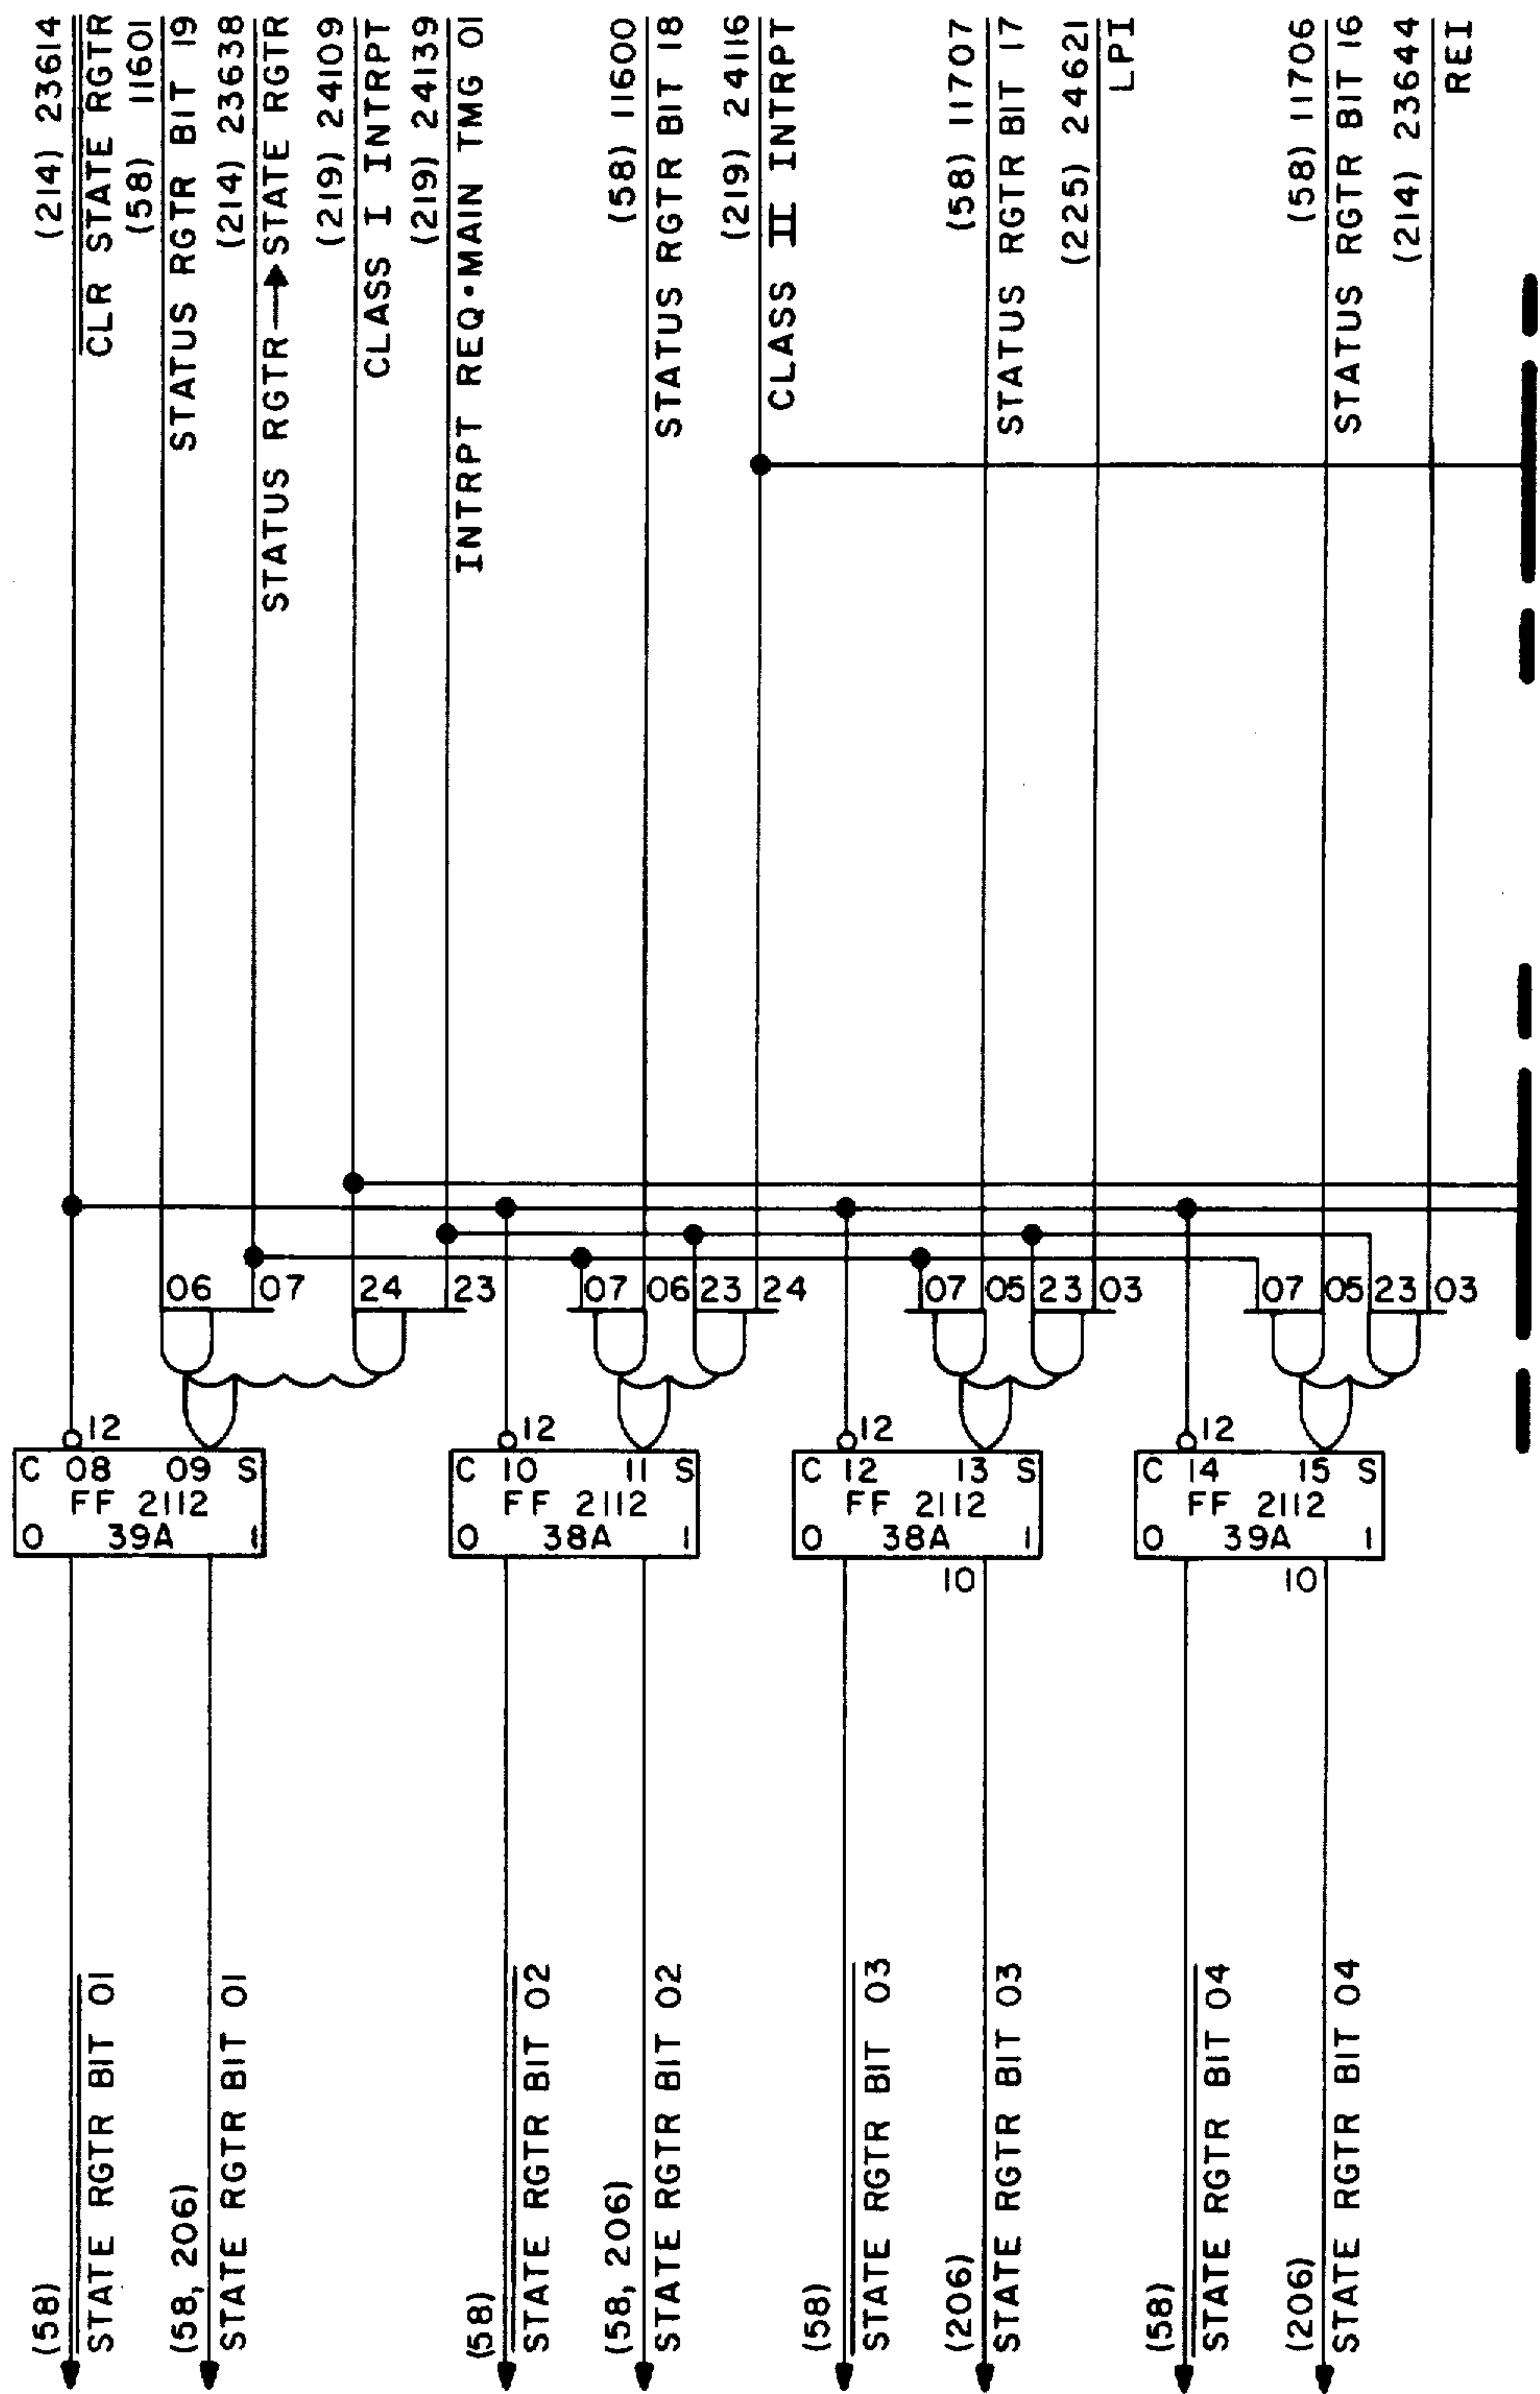 (214) 23614
CLR STATE RGTR
(58) 11601
STATUS RGTR BIT 19
(214) 23638
STATUS RGTR→STATE RGTR
(219) 24109
CLASS I INTRPT
(219) 24139
INTRPT REQ•MAIN TMG 01
(58) 11600
STATUS RGTR BIT 18
(219) 24116
CLASS II INTRPT
(58) 11707
STATUS RGTR BIT 17
(225) 24621
LPI
(58) 11706
STATUS RGTR BIT 16
(214) 23644
REI
06 07 24 23 07 06 23 24 07 05 23 03 07 05 23 03
12 12 12 12
C 08 09 S
FF 2112
0 39A 1
C 10 11 S
FF 2112
0 38A 1
C 12 13 S
FF 2112
0 38A 1
10
C 14 15 S
FF 2112
0 39A 1
10
(58)
STATE RGTR BIT 01
(58, 206)
STATE RGTR BIT 01
(58)
STATE RGTR BIT 02
(58, 206)
STATE RGTR BIT 02
(58)
STATE RGTR BIT 03
(206)
STATE RGTR BIT 03
(58)
STATE RGTR BIT 04
(206)
STATE RGTR BIT 04